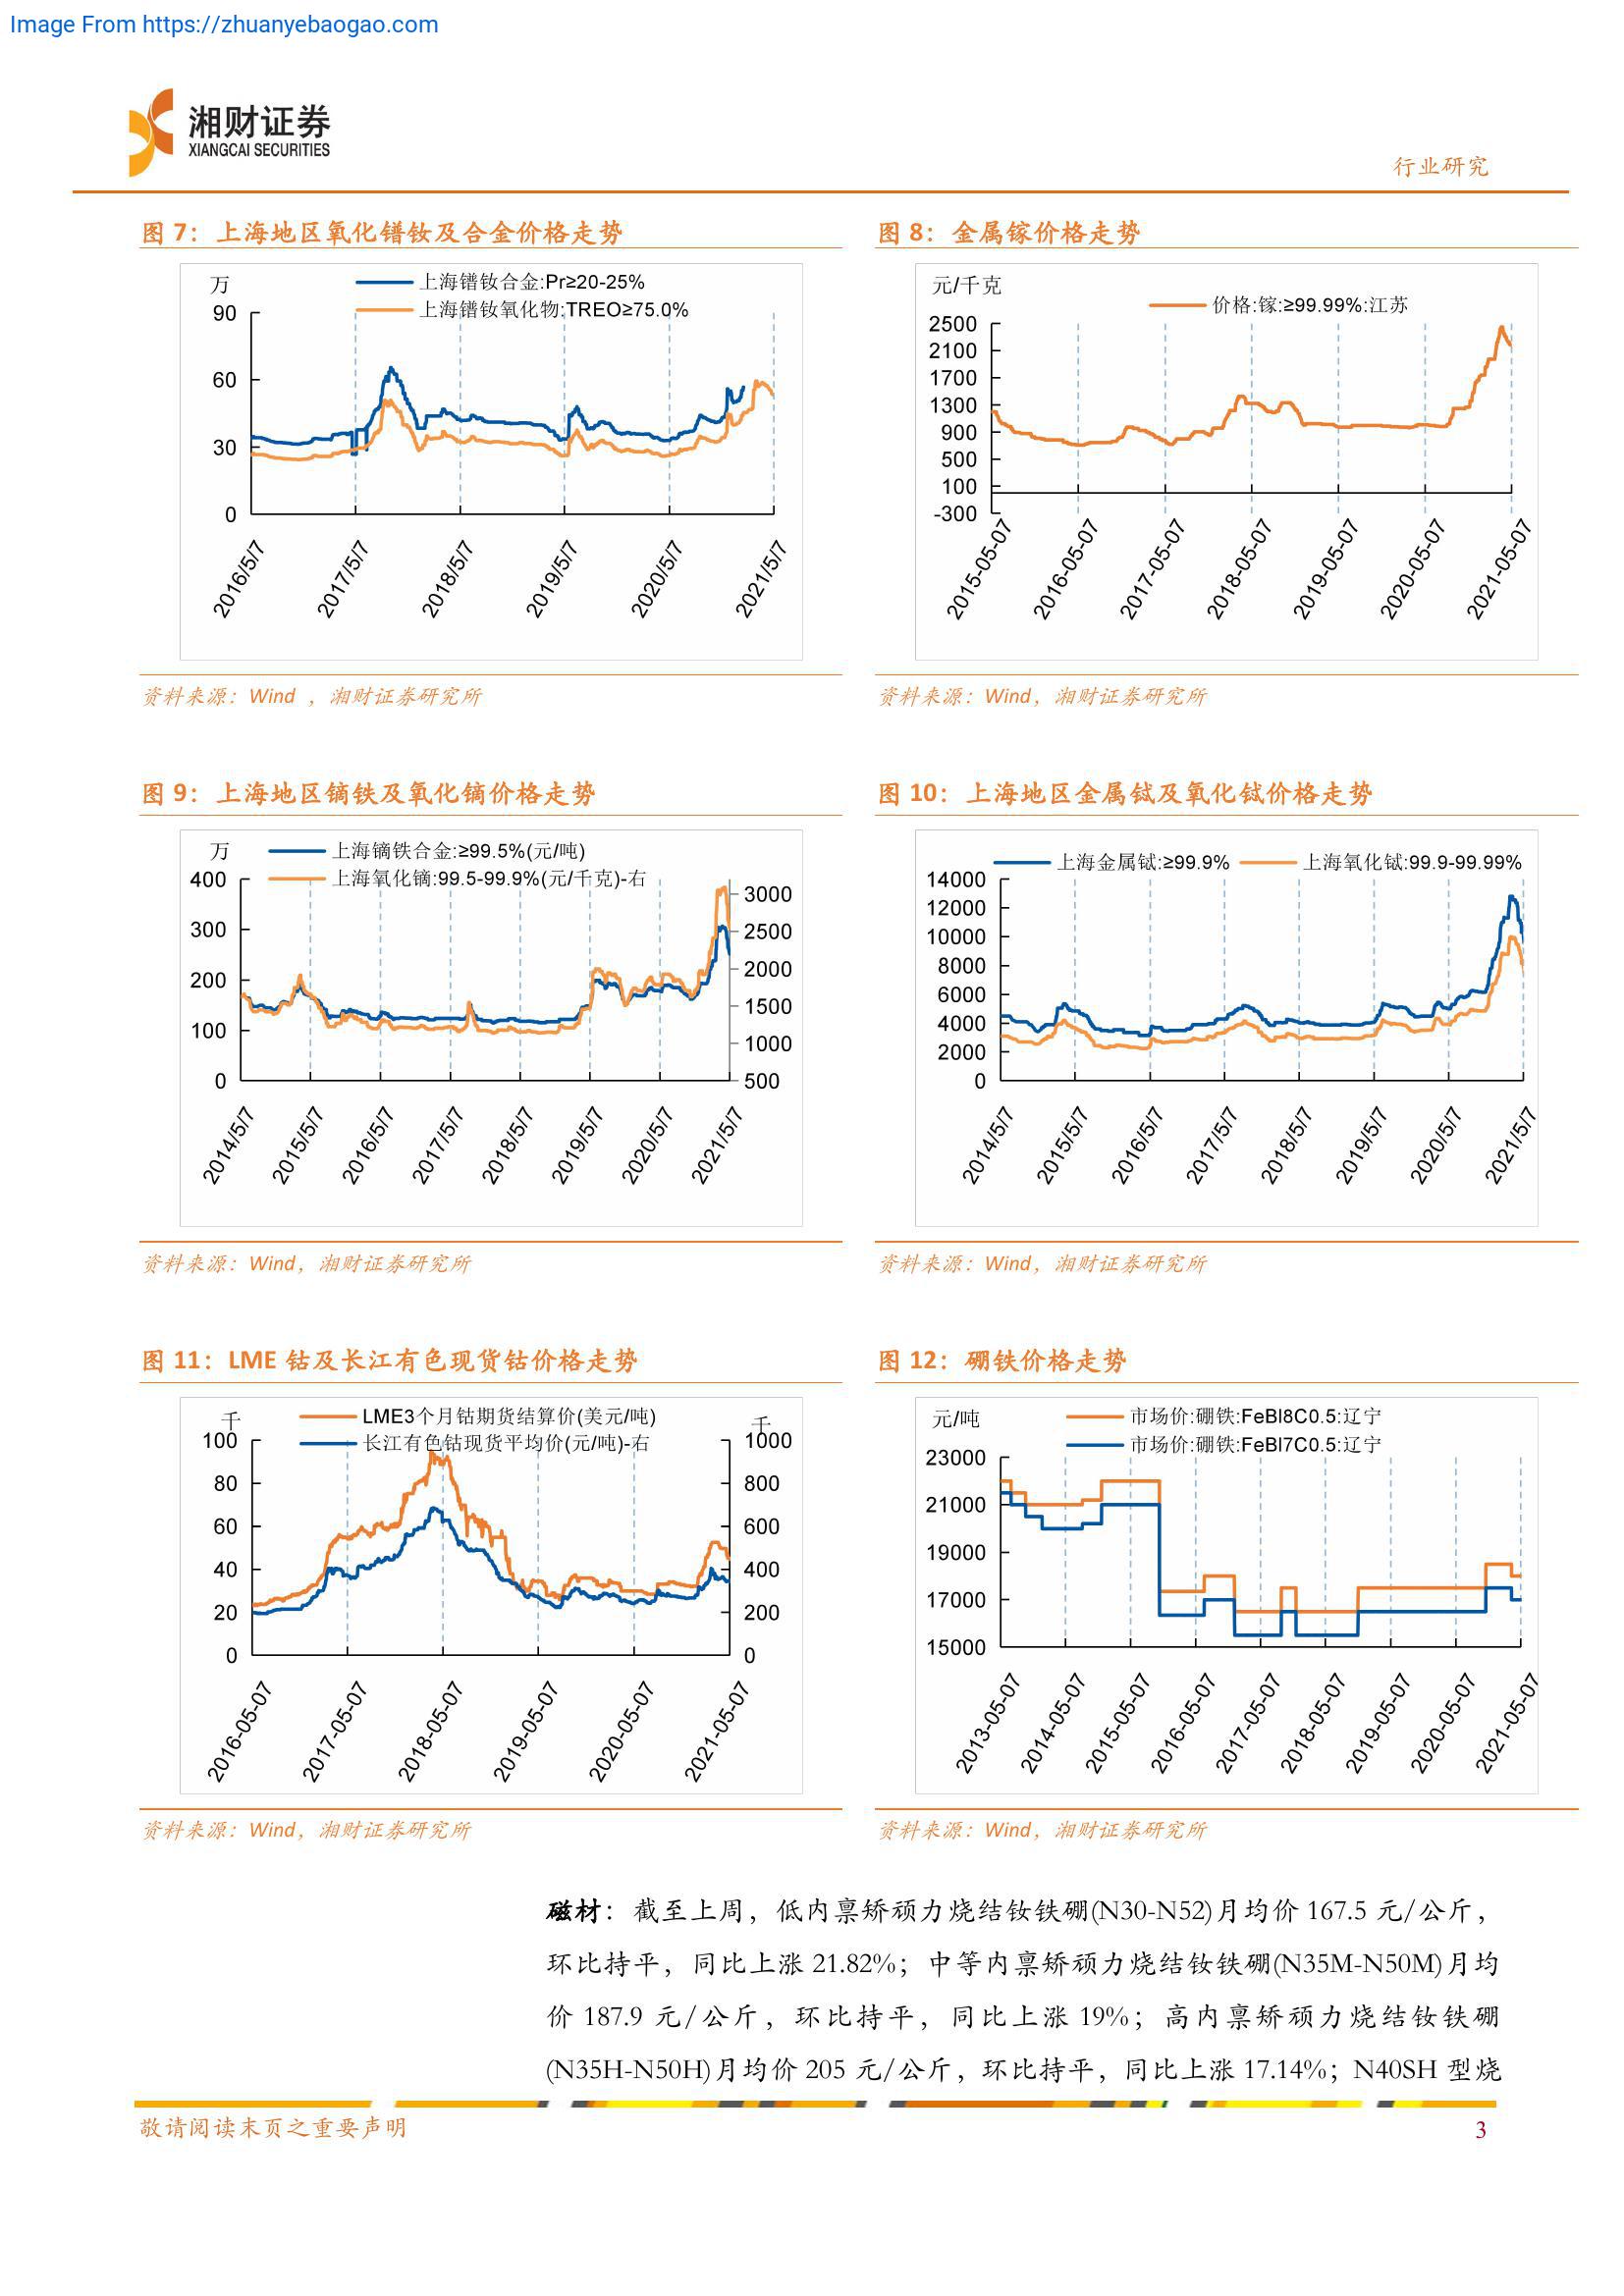 Image From https://zhuanyebaogao.com
湘财证券
XIANGCAI SECURITIES
行业研究
图 7：上海地区氧化镨钕及合金价格走势
万
上海镨钕合金:Pr≥20-25%
上海镨钕氧化物:TREO≥75.0%
90
60
30
0
2016/5/7
2017/5/7
2018/5/7
2019/5/7
2020/5/7
2021/5/7
资料来源：Wind ，湘财证券研究所
图 8：金属镓价格走势
元/千克
价格:镓:≥99.99%:江苏
2500
2100
1700
1300
900
500
100
-300
2015-05-07
2016-05-07
2017-05-07
2018-05-07
2019-05-07
2020-05-07
2021-05-07
资料来源：Wind，湘财证券研究所
图 9：上海地区镝铁及氧化镝价格走势
万
上海镝铁合金:≥99.5%(元/吨)
上海氧化镝:99.5-99.9%(元/千克)-右
400
300
200
100
0
3000
2500
2000
1500
1000
500
2014/5/7
2015/5/7
2016/5/7
2017/5/7
2018/5/7
2019/5/7
2020/5/7
2021/5/7
资料来源：Wind，湘财证券研究所
图 10：上海地区金属铽及氧化铽价格走势
上海金属铽:≥99.9%
上海氧化铽:99.9-99.99%
14000
12000
10000
8000
6000
4000
2000
0
2014/5/7
2015/5/7
2016/5/7
2017/5/7
2018/5/7
2019/5/7
2020/5/7
2021/5/7
资料来源：Wind，湘财证券研究所
图 11：LME 钴及长江有色现货钴价格走势
千
LME3个月钴期货结算价(美元/吨)
长江有色钴现货平均价(元/吨)-右
千
100
80
60
40
20
0
1000
800
600
400
200
0
2016-05-07
2017-05-07
2018-05-07
2019-05-07
2020-05-07
2021-05-07
资料来源：Wind，湘财证券研究所
图 12：硼铁价格走势
元/吨
市场价:硼铁:FeBl8C0.5:辽宁
市场价:硼铁:FeBl7C0.5:辽宁
23000
21000
19000
17000
15000
2013-05-07
2014-05-07
2015-05-07
2016-05-07
2017-05-07
2018-05-07
2019-05-07
2020-05-07
2021-05-07
资料来源：Wind，湘财证券研究所
磁材：截至上周，低内禀矫顽力烧结钕铁硼(N30-N52)月均价 167.5 元/公斤，
环比持平，同比上涨 21.82%；中等内禀矫顽力烧结钕铁硼(N35M-N50M)月均
价 187.9 元/公斤，环比持平，同比上涨 19%；高内禀矫顽力烧结钕铁硼
(N35H-N50H)月均价 205 元/公斤，环比持平，同比上涨 17.14%；N40SH 型烧
敬请阅读末页之重要声明
3